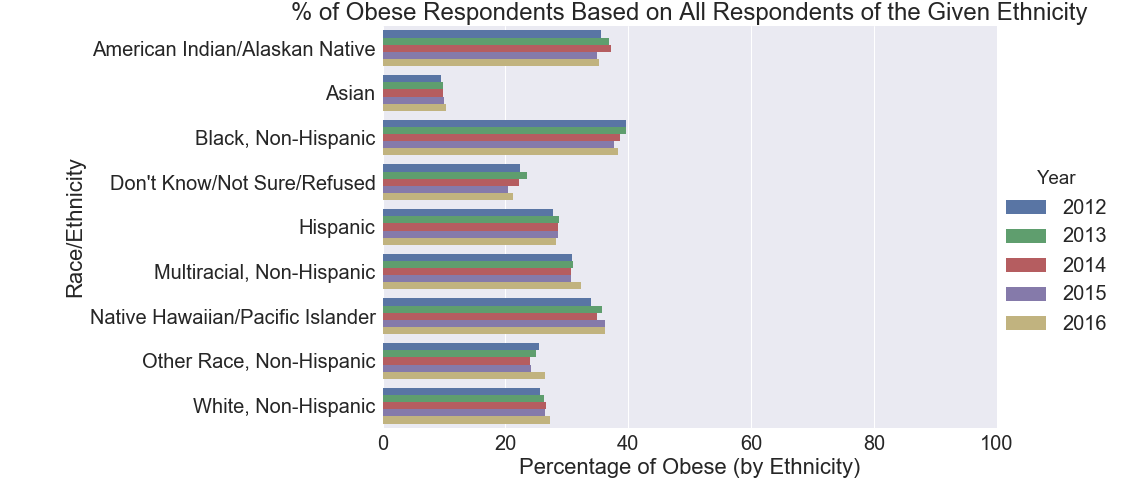 % of Obese Respondents Based on All Respondents of the Given Ethnicity
American Indian/Alaskan Native
Asian
Black, Non-Hispanic
Don't Know/Not Sure/Refused
Hispanic
Multiracial, Non-Hispanic
Native Hawaiian/Pacific Islander
Other Race, Non-Hispanic
White, Non-Hispanic
Race/Ethnicity
0 20 40 60 80 100
Percentage of Obese (by Ethnicity)
Year
2012
2013
2014
2015
2016